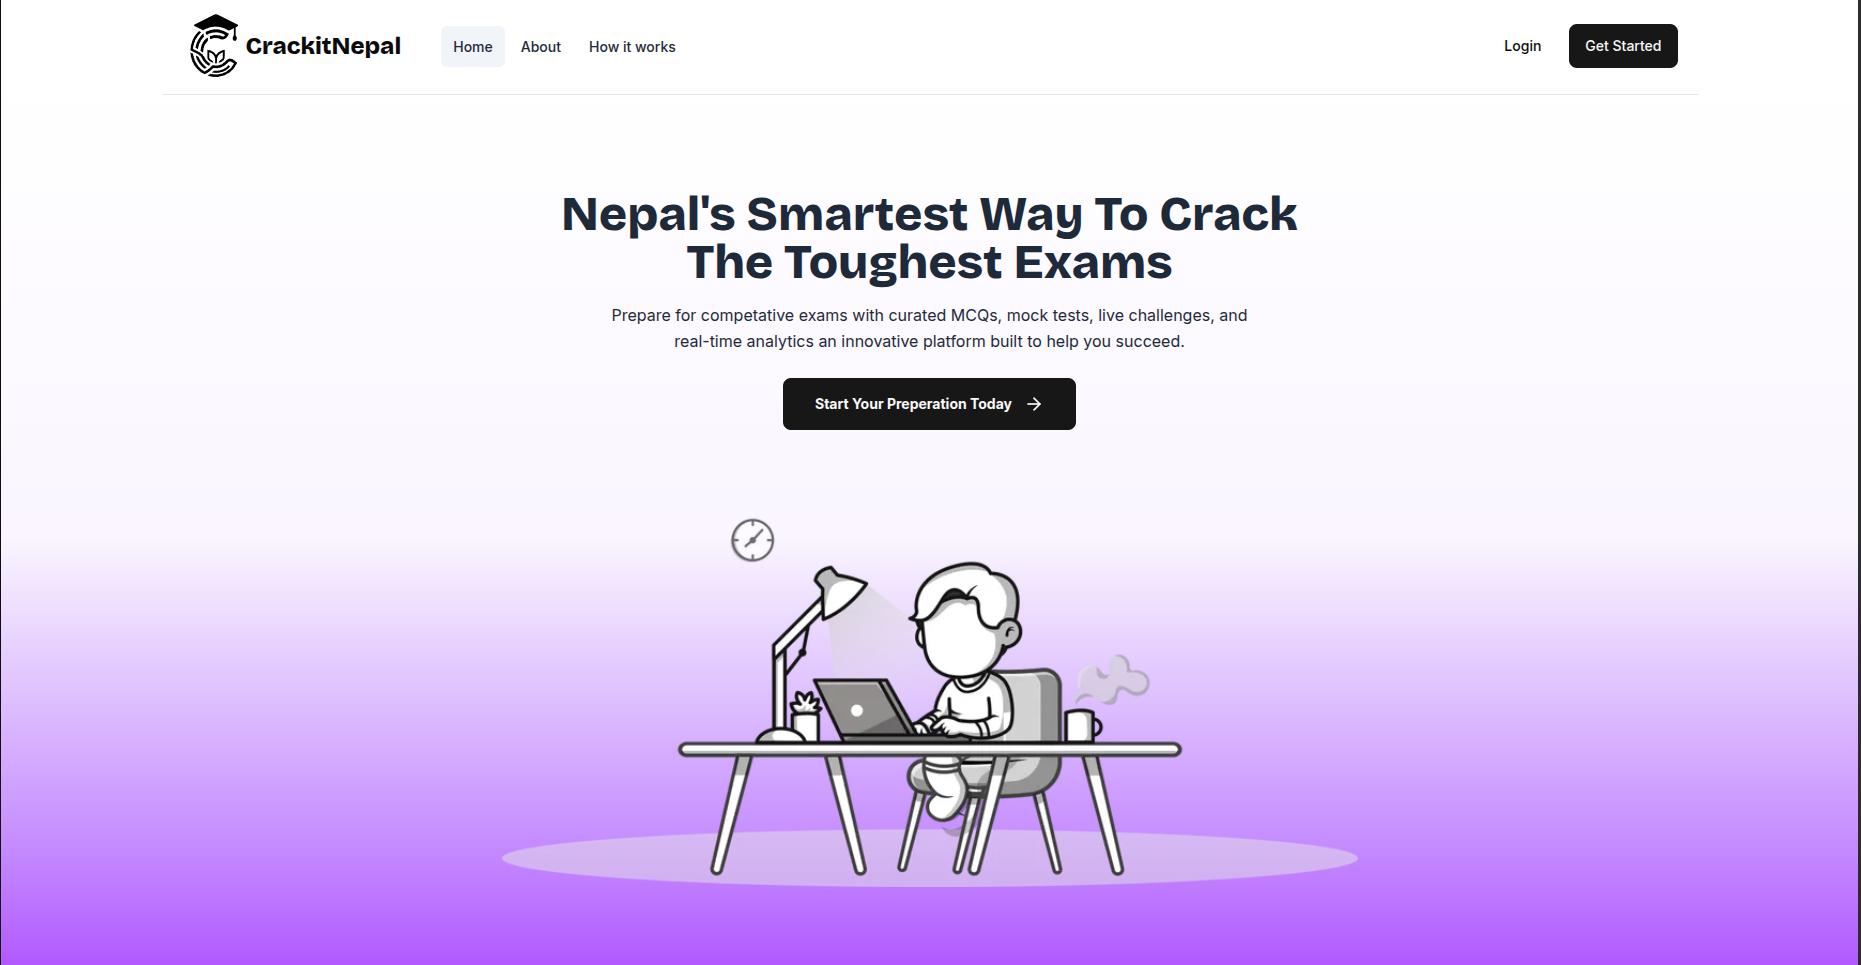 CrackitNepal
Home
About
How it works
Login
Get Started
Nepal's Smartest Way To Crack
The Toughest Exams
Prepare for competative exams with curated MCQs, mock tests, live challenges, and
real-time analytics an innovative platform built to help you succeed.
Start Your Preperation Today